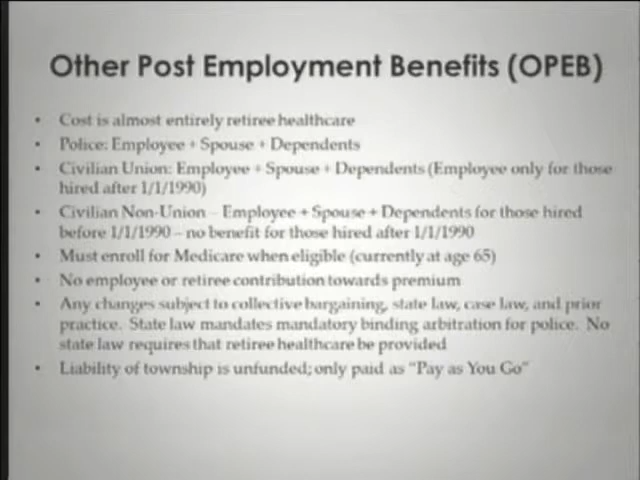 Other Post Employment Benefits (OPEB)
• Cost is almost entirely retiree healthcare
• Police: Employee + Spouse + Dependents
• Civilian Union: Employee + Spouse + Dependents (Employee only for those
hired after 1/1/1990)
• Civilian Non-Union – Employee + Spouse + Dependents for those hired
before 1/1/1990 – no benefit for those hired after 1/1/1990
• Must enroll for Medicare when eligible (currently at age 65)
• No employee or retiree contribution towards premium
• Any changes subject to collective bargaining, state law, case law, and prior
practice. State law mandates mandatory binding arbitration for police. No
state law requires that retiree healthcare be provided
• Liability of township is unfunded; only paid as "Pay as You Go"